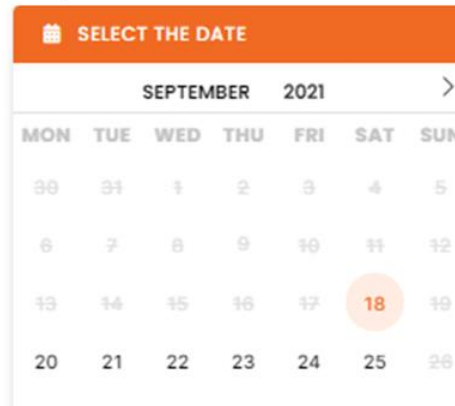 SELECT THE DATE
SEPTEMBER 2021
MON TUE WED THU FRI SAT SUN
30 31 1 2 3 4 5
6 7 8 9 10 11 12
13 14 15 16 17 18 19
20 21 22 23 24 25 26